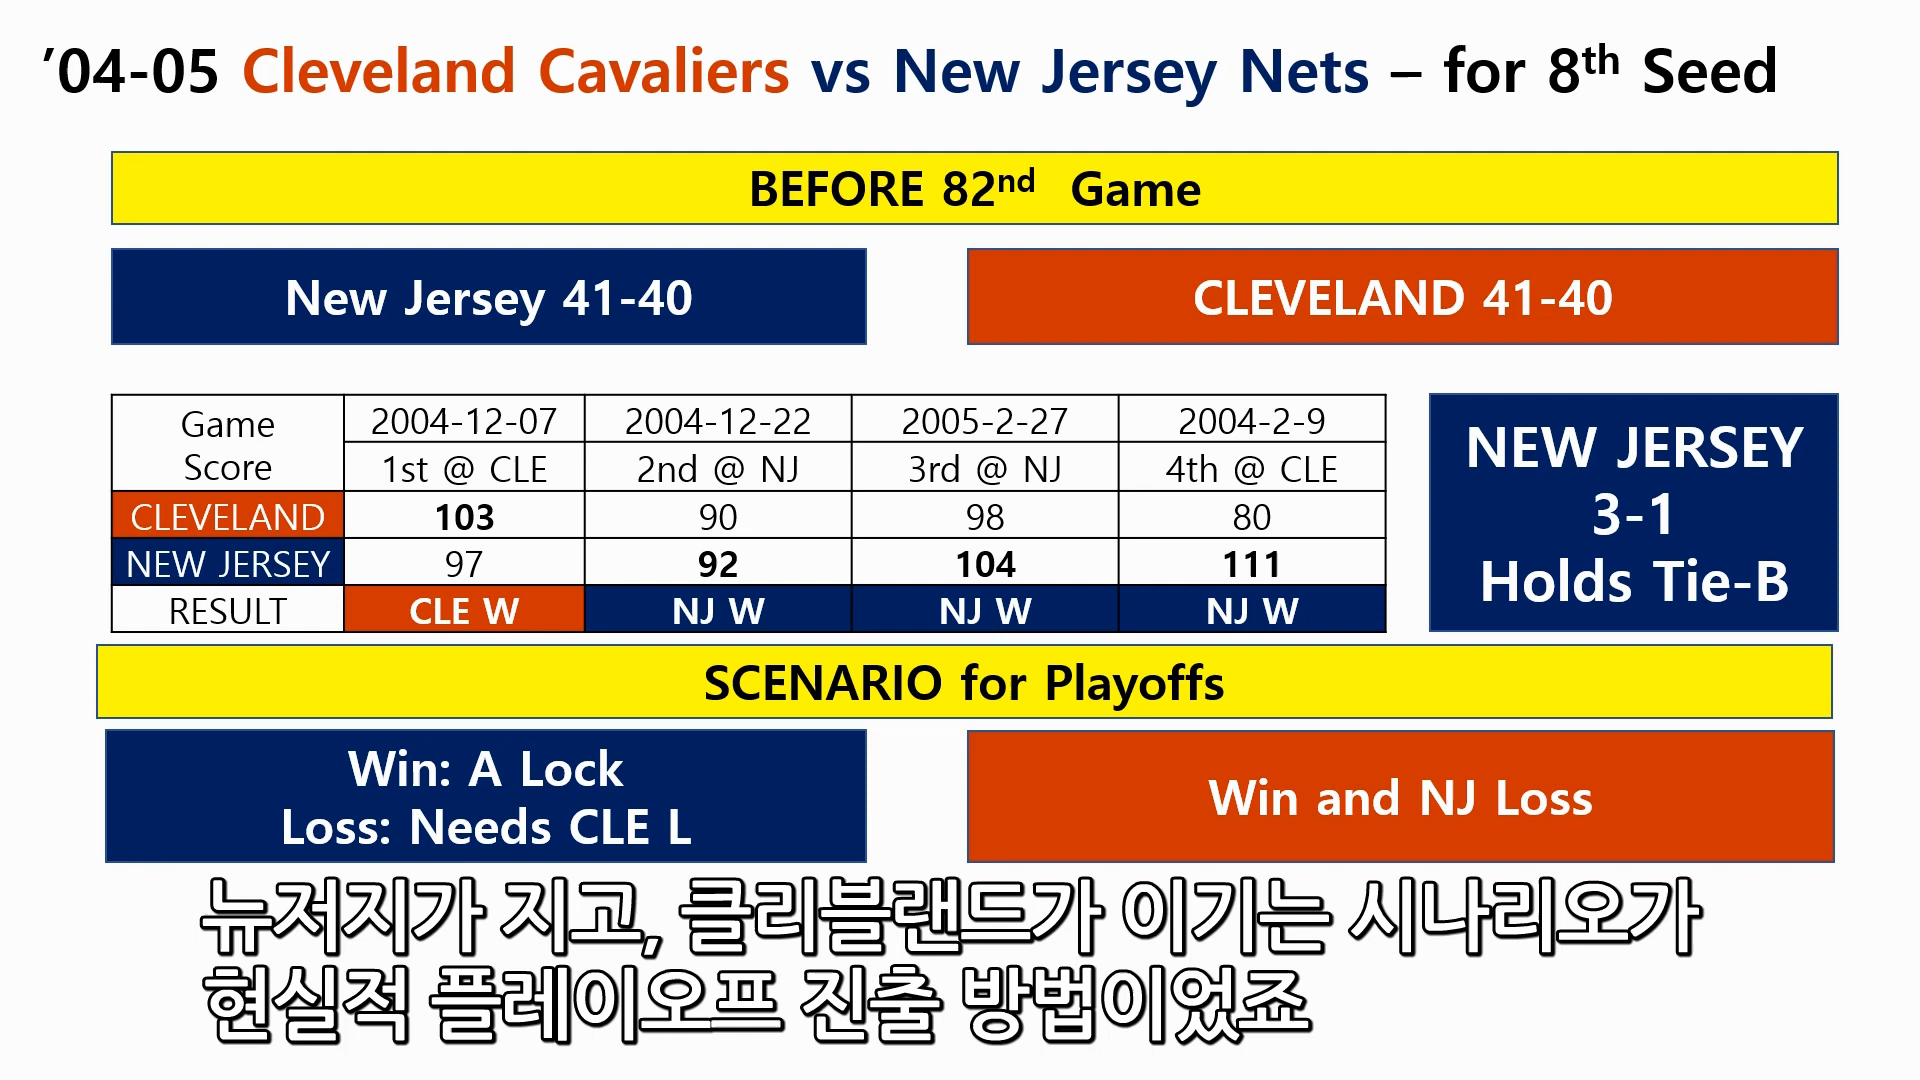 ’04-05 Cleveland Cavaliers vs New Jersey Nets – for 8th Seed
BEFORE 82nd Game
New Jersey 41-40
CLEVELAND 41-40
Game Score 2004-12-07 2004-12-22 2005-2-27 2004-2-9
1st @ CLE 2nd @ NJ 3rd @ NJ 4th @ CLE
CLEVELAND 103 90 98 80
NEW JERSEY 97 92 104 111
RESULT CLE W NJ W NJ W NJ W
NEW JERSEY
3-1
Holds Tie-B
SCENARIO for Playoffs
Win: A Lock
Loss: Needs CLE L
Win and NJ Loss
뉴저지가 지고, 클리블랜드가 이기는 시나리오가
현실적 플레이오프 진출 방법이었죠